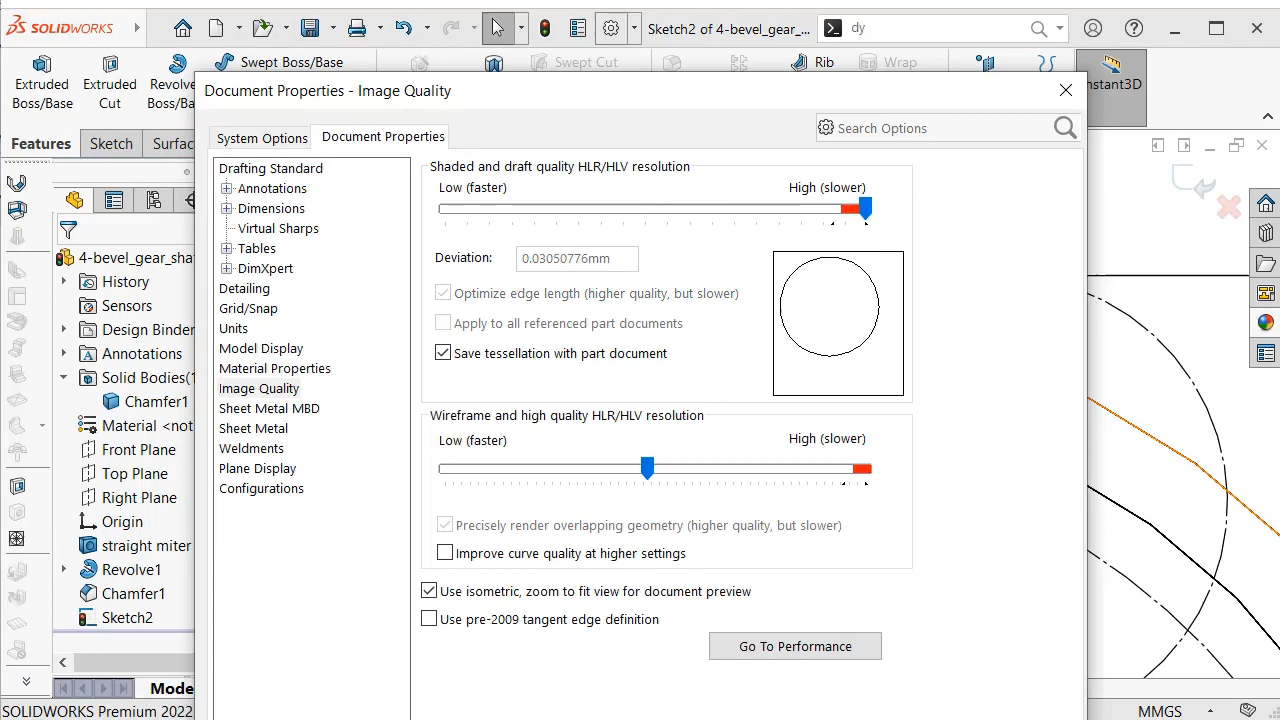 SOLIDWORKS
Sketch2 of 4-bevel_gear_...
dy
Extruded Boss/Base
Extruded Cut
Revolve
Boss/Ba
Swept Boss/Base
Swept Cut
Rib
Wrap
nstant3D
Features
Sketch
Surfac
Document Properties - Image Quality
System Options
Document Properties
Search Options
Drafting Standard
Annotations
Dimensions
Virtual Sharps
Tables
DimXpert
Detailing
Grid/Snap
Units
Model Display
Material Properties
Image Quality
Sheet Metal MBD
Sheet Metal
Weldments
Plane Display
Configurations
Shaded and draft quality HLR/HLV resolution
Low (faster)
High (slower)
Deviation:
0.03050776mm
Optimize edge length (higher quality, but slower)
Apply to all referenced part documents
Save tessellation with part document
Wireframe and high quality HLR/HLV resolution
Low (faster)
High (slower)
Precisely render overlapping geometry (higher quality, but slower)
Improve curve quality at higher settings
Use isometric, zoom to fit view for document preview
Use pre-2009 tangent edge definition
Go To Performance
4-bevel_gear_sha
History
Sensors
Design Binder
Annotations
Solid Bodies(1
Chamfer1
Material <not
Front Plane
Top Plane
Right Plane
Origin
straight miter
Revolve1
Chamfer1
Sketch2
Mode
SOLIDWORKS Premium 2022
MMGS